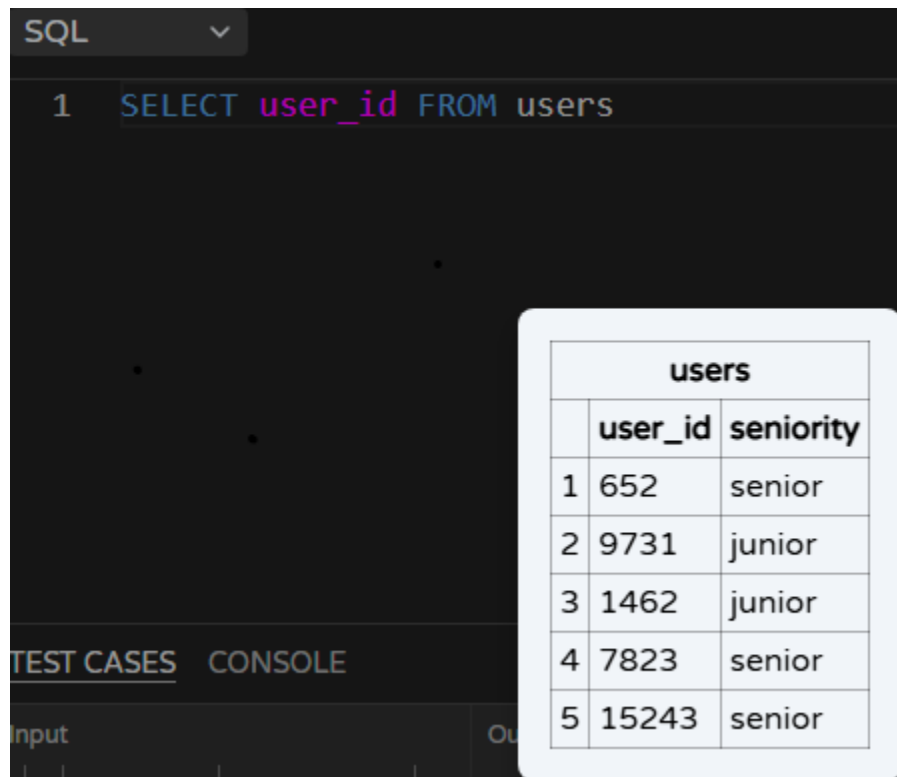 SQL
1 SELECT user_id FROM users
users
user_id seniority
1 652 senior
2 9731 junior
3 1462 junior
4 7823 senior
5 15243 senior
TEST CASES CONSOLE
Input